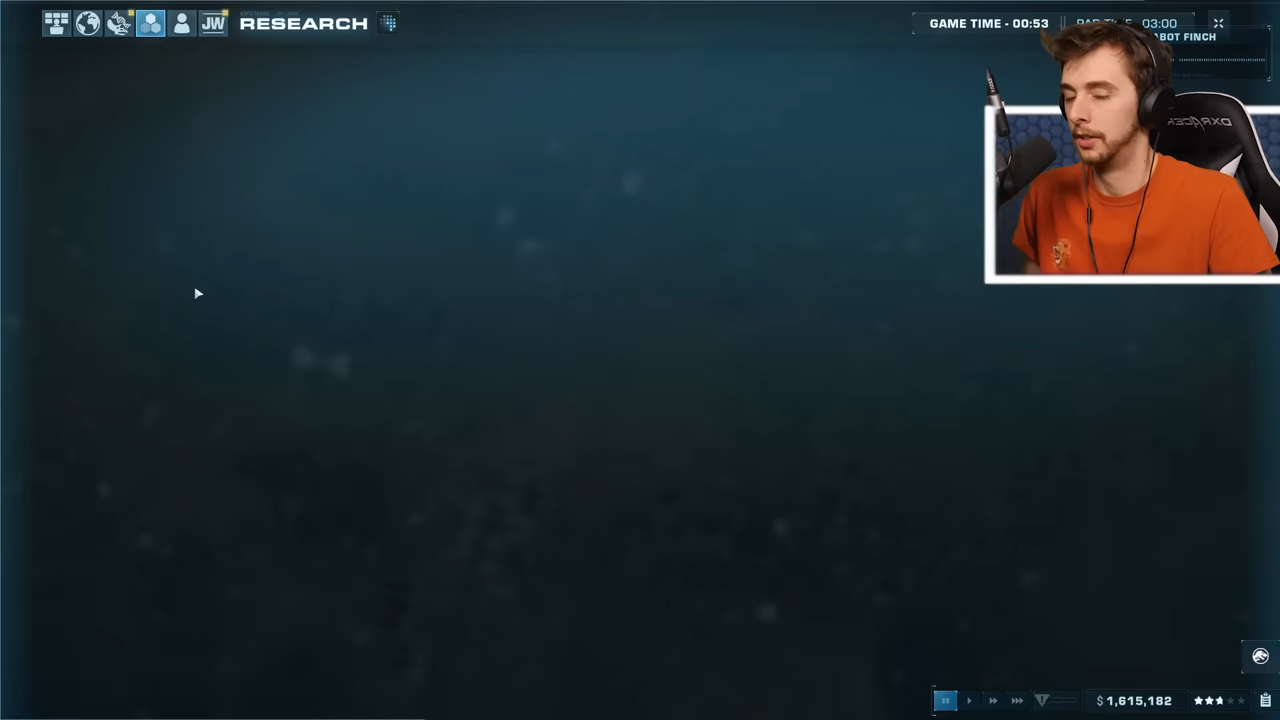 JW RESEARCH
GAME TIME - 00:53
03:00
ABOT FINCH
DXRACER
$1,615,182